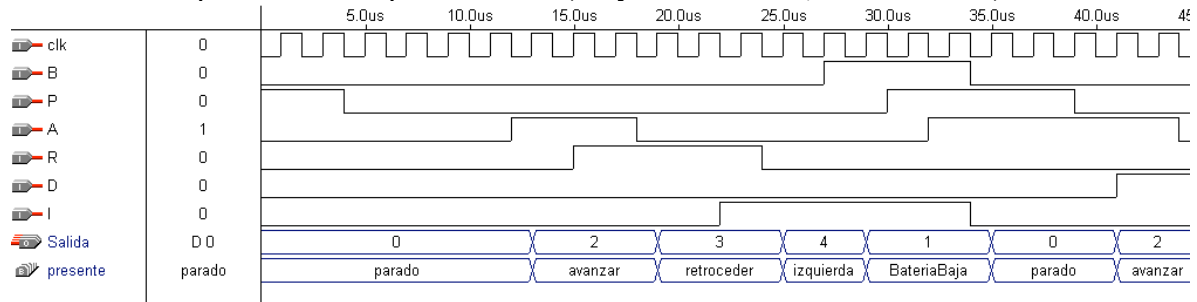 5.0us 10.0us 15.0us 20.0us 25.0us 30.0us 35.0us 40.0us 45
clk 0
B 0
P 0
A 1
R 0
D 0
I 0
Salida D 0 0 2 3 4 1 0 2
presente parado parado avanzar retroceder izquierda BateriaBaja parado avanzar